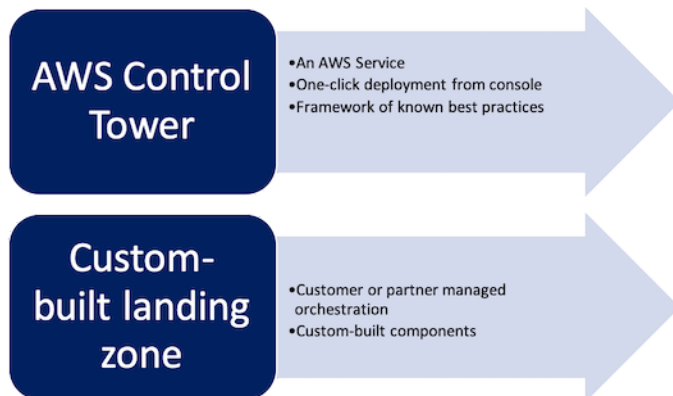 AWS Control
Tower
•An AWS Service
•One-click deployment from console
•Framework of known best practices
Custom-
built landing
zone
•Customer or partner managed
orchestration
•Custom-built components